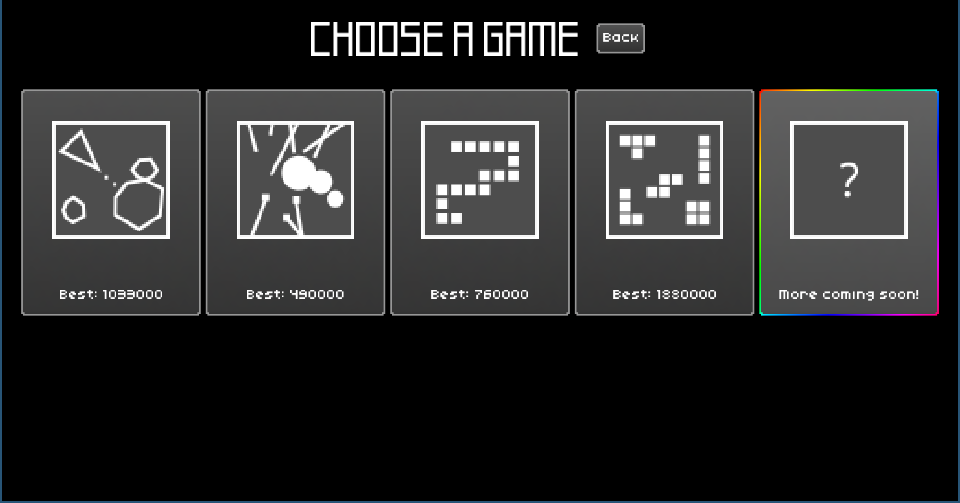 CHOOSE A GAME
Back
?
Best: 1033000
Best: 490000
Best: 760000
Best: 1880000
More coming soon!